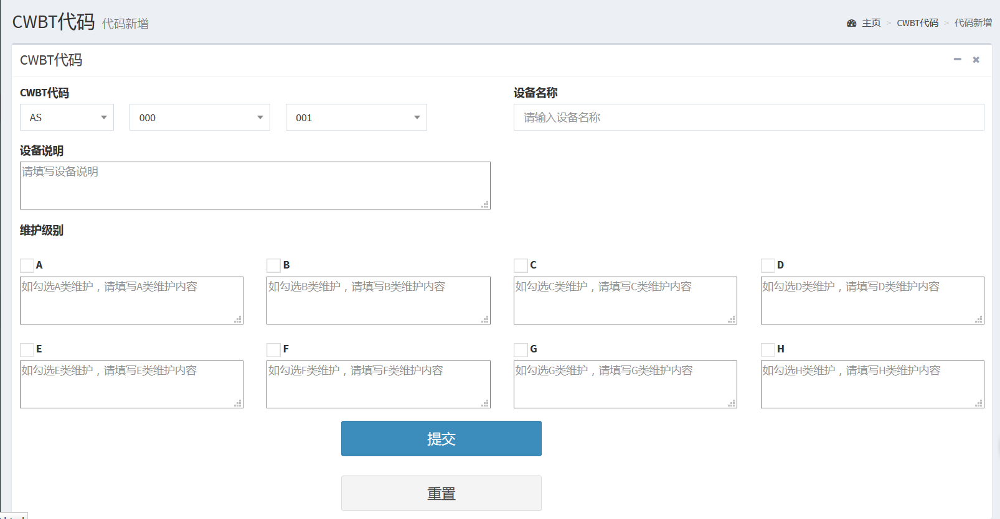 CWBT代码 代码新增
主页 > CWBT代码 > 代码新增
CWBT代码
CWBT代码
设备名称
AS
000
001
请输入设备名称
设备说明
请填写设备说明
维护级别
A
B
C
D
如勾选A类维护，请填写A类维护内容
如勾选B类维护，请填写B类维护内容
如勾选C类维护，请填写C类维护内容
如勾选D类维护，请填写D类维护内容
E
F
G
H
如勾选E类维护，请填写E类维护内容
如勾选F类维护，请填写F类维护内容
如勾选G类维护，请填写G类维护内容
如勾选H类维护，请填写H类维护内容
提交
重置